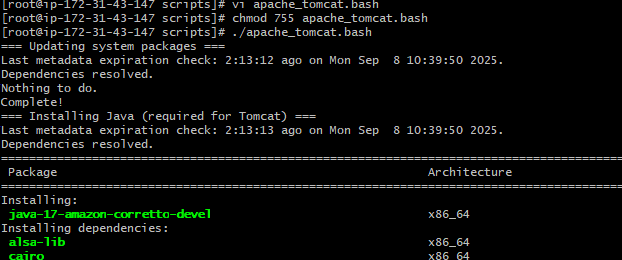 [root@ip-172-31-43-147 scripts]# vi apache_tomcat.bash
[root@ip-172-31-43-147 scripts]# chmod 755 apache_tomcat.bash
[root@ip-172-31-43-147 scripts]# ./apache_tomcat.bash
=== Updating system packages ===
Last metadata expiration check: 2:13:12 ago on Mon Sep  8 10:39:50 2025.
Dependencies resolved.
Nothing to do.
Complete!
=== Installing Java (required for Tomcat) ===
Last metadata expiration check: 2:13:13 ago on Mon Sep  8 10:39:50 2025.
Dependencies resolved.
========================================================================================
Package Architecture
========================================================================================
Installing:
java-17-amazon-corretto-devel x86_64
Installing dependencies:
alsa-lib x86_64
cairo x86_64